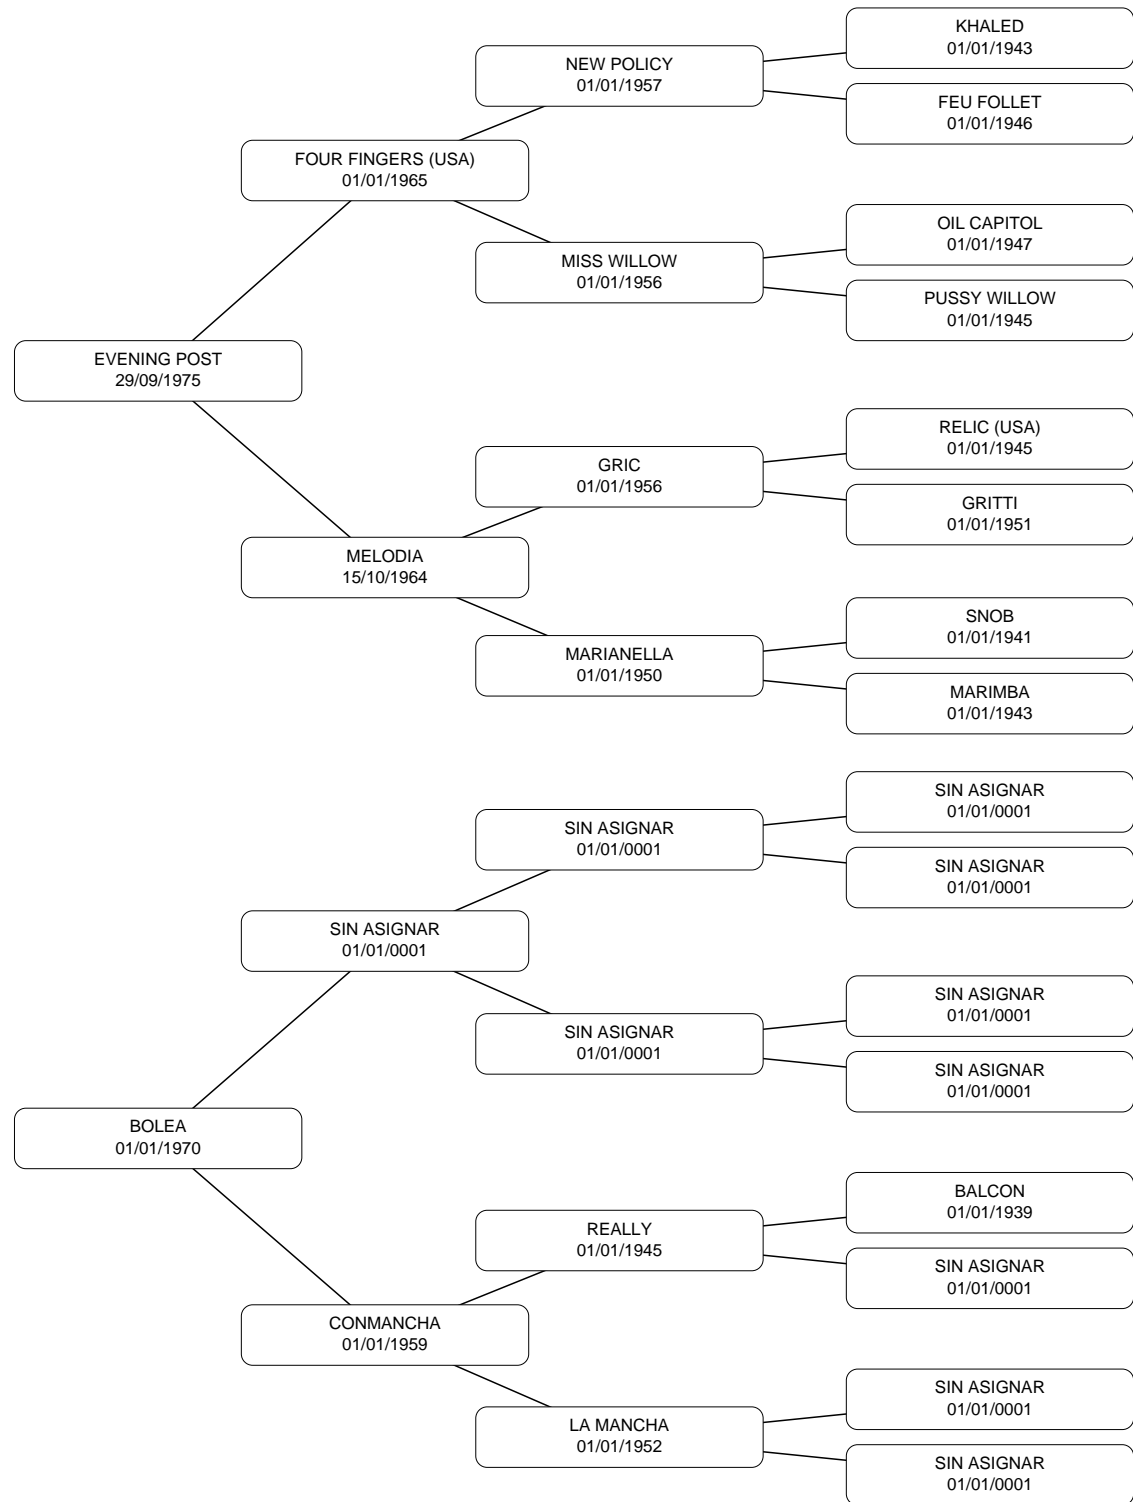 KHALED
01/01/1943
NEW POLICY
01/01/1957
FEU FOLLET
01/01/1946
FOUR FINGERS (USA)
01/01/1965
OIL CAPITOL
01/01/1947
MISS WILLOW
01/01/1956
PUSSY WILLOW
01/01/1945
EVENING POST
29/09/1975
RELIC (USA)
01/01/1945
GRIC
01/01/1956
GRITTI
01/01/1951
MELODIA
15/10/1964
SNOB
01/01/1941
MARIANELLA
01/01/1950
MARIMBA
01/01/1943
SIN ASIGNAR
01/01/0001
SIN ASIGNAR
01/01/0001
SIN ASIGNAR
01/01/0001
SIN ASIGNAR
01/01/0001
SIN ASIGNAR
01/01/0001
SIN ASIGNAR
01/01/0001
SIN ASIGNAR
01/01/0001
BOLEA
01/01/1970
BALCON
01/01/1939
REALLY
01/01/1945
SIN ASIGNAR
01/01/0001
CONMANCHA
01/01/1959
SIN ASIGNAR
01/01/0001
LA MANCHA
01/01/1952
SIN ASIGNAR
01/01/0001